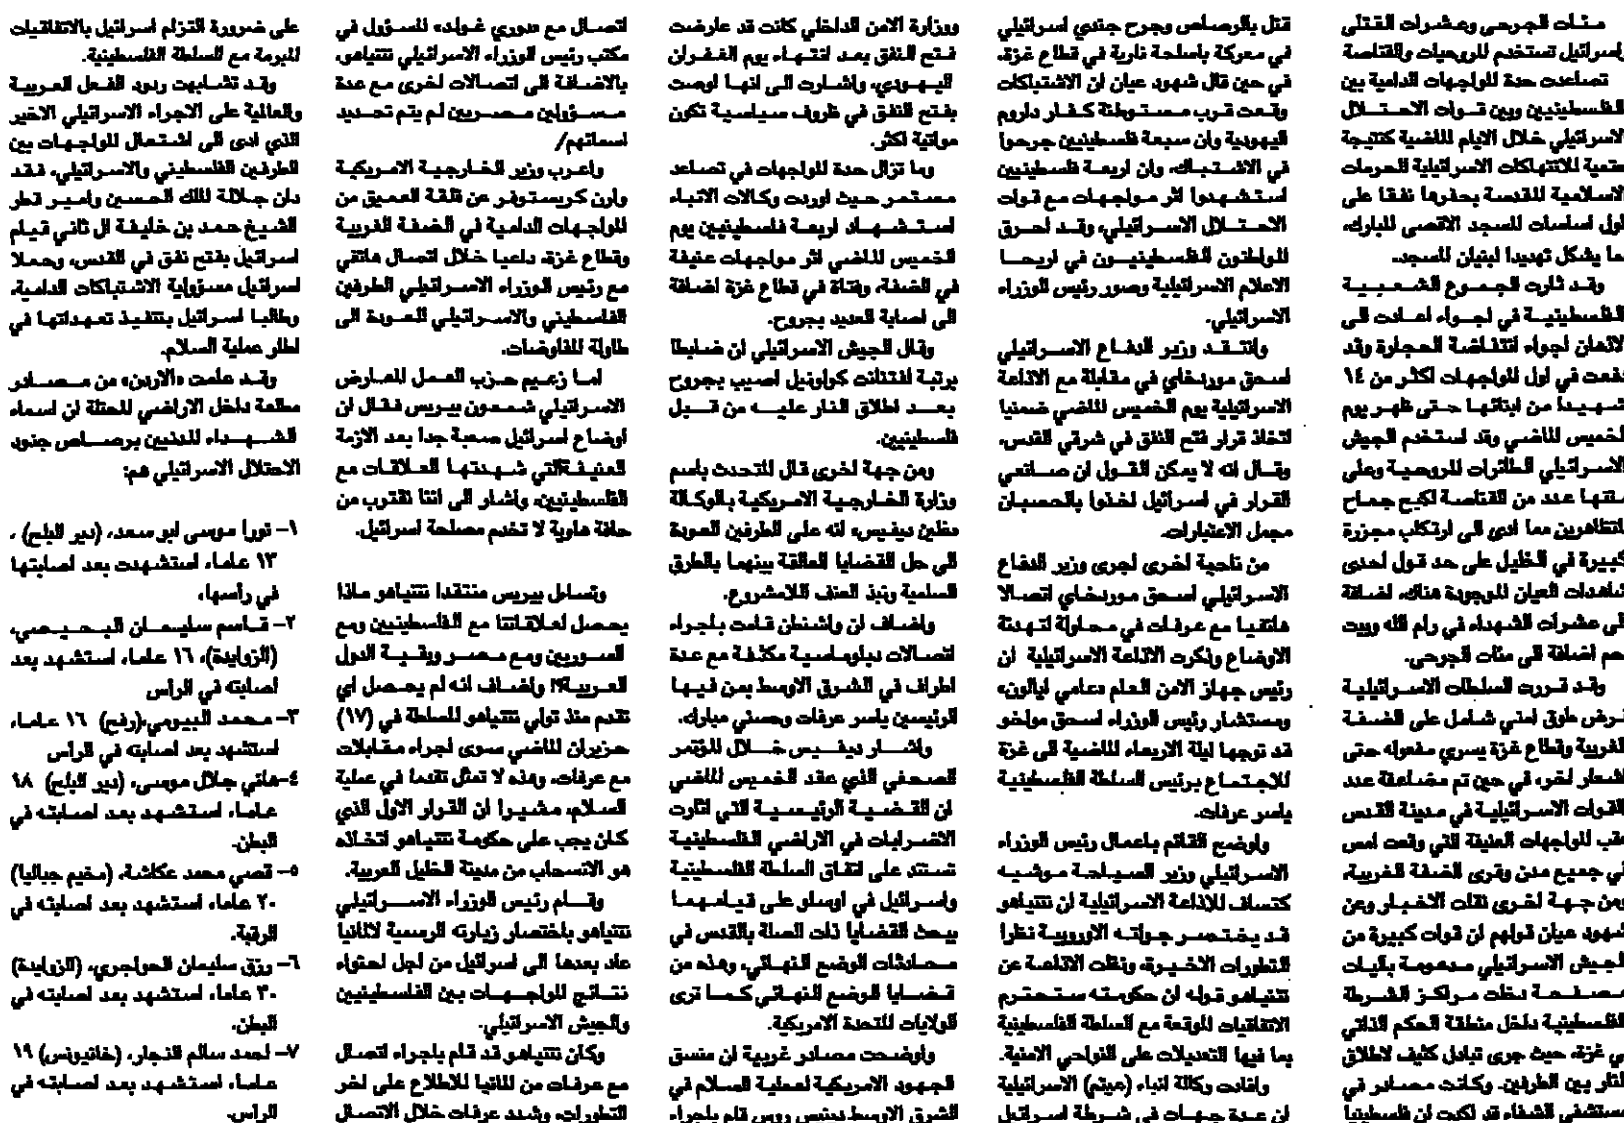 مئات الجرحى وعشرات القتلى
واسرائيل تستخدم المروحيات والقناصة
تصاعدت حدة المواجهات الدامية بين
الفلسطينيين وبين قوات الاحتلال
الاسرائيلي خلال الايام الماضية كنتيجة
حتمية للانتهاكات الاسرائيلية للحرمات
الاسلامية المقدسة بحفرها نفقا على
طول اساسات المسجد الاقصى المبارك،
مما يشكل تهديدا لبنيان المسجد.
وقد ثارت الجموع الشعبية
الفلسطينية في اجواء اعادت الى
الاذهان اجواء انتفاضة الحجارة وقد
دفعت في اول المواجهات اكثر من ١٤
شهيدا من ابنائها حتى ظهر يوم
الخميس الماضي وقد استخدم الجيش
الاسرائيلي الطائرات المروحية وعلى
متنها عدد من القناصة لكبح جماح
المتظاهرين مما ادى الى ارتكاب مجزرة
كبيرة في الخليل على حد قول احدى
شاهدات العيان الموجودة هناك، اضافة
الى عشرات الشهداء في رام الله وبيت
لحم اضافة الى مئات الجرحى.
وقد قررت السلطات الاسرائيلية
فرض طوق امني شامل على الضفة
الغربية وقطاع غزة يسري مفعوله حتى
اشعار اخر، في حين تم مضاعفة عدد
القوات الاسرائيلية في مدينة القدس
عقب المواجهات العنيفة التي وقعت امس
في جميع مدن وقرى الضفة الغربية،
ومن جهة اخرى نقلت الاخبار وعن
شهود عيان قولهم ان قوات كبيرة من
الجيش الاسرائيلي مدعومة بآليات
مصفحة دخلت مراكز الشرطة
الفلسطينية داخل منطقة الحكم الذاتي
في غزة، حيث جرى تبادل كثيف لاطلاق
النار بين الطرفين. وكانت مصادر في
مستشفى الشفاء قد اكدت ان فلسطينيا
قتل بالرصاص وجرح جندي اسرائيلي
في معركة باسلحة نارية في قطاع غزة،
في حين قال شهود عيان ان الاشتباكات
وقعت قرب مستوطنة كفار داروم
اليهودية وان سبعة فلسطينيين جرحوا
في الاشتباك، وان اربعة فلسطينيين
استشهدوا اثر مواجهات مع قوات
الاحتلال الاسرائيلي، وقد احرق
المواطنون الفلسطينيون في اريحا
الاعلام الاسرائيلية وصور رئيس الوزراء
الاسرائيلي.
وانتقد وزير الدفاع الاسرائيلي
اسحق موردخاي في مقابلة مع الاذاعة
الاسرائيلية يوم الخميس الماضي ضمنيا
اتخاذ قرار فتح النفق في شرقي القدس،
وقال انه لا يمكن القول ان صانعي
القرار في اسرائيل اخذوا بالحسبان
مجمل الاعتبارات.
من ناحية اخرى اجرى وزير الدفاع
الاسرائيلي اسحق موردخاي اتصالا
هاتفيا مع عرفات في محاولة لتهدئة
الاوضاع وذكرت الاذاعة الاسرائيلية ان
رئيس جهاز الامن العام «عامي ايالون»
ومستشار رئيس الوزراء اسحق مولخو
قد توجها ليلة الاربعاء الماضية الى غزة
للاجتماع برئيس السلطة الفلسطينية
ياسر عرفات.
واوضح القائم باعمال رئيس الوزراء
الاسرائيلي وزير السياحة موشيه
كتساف للاذاعة الاسرائيلية ان نتنياهو
قد يختصر جولته الاوروبية نظرا
للتطورات الاخيرة، ونقلت الاذاعة عن
نتنياهو قوله ان حكومته ستحترم
الاتفاقيات الموقعة مع السلطة الفلسطينية
بما فيها التعديلات على النواحي الامنية.
وافادت وكالة انباء (عيتم) الاسرائيلية
ان عدة جهات في شرطة اسرائيل
ووزارة الامن الداخلي كانت قد عارضت
فتح النفق بعد انتهاء يوم الغفران
اليهودي، واشارت الى انها اوصت
بفتح النفق في ظروف سياسية تكون
مواتية اكثر.
وما تزال حدة المواجهات في تصاعد
مستمر حيث اوردت وكالات الانباء
استشهاد اربعة فلسطينيين يوم
الخميس الماضي اثر مواجهات عنيفة
في الضفة، وفتاة في قطاع غزة اضافة
الى اصابة العديد بجروح.
وقال الجيش الاسرائيلي ان ضابطا
برتبة لفتنانت كولونيل اصيب بجروح
بعد اطلاق النار عليه من قبل
فلسطينيين.
ومن جهة اخرى قال المتحدث باسم
وزارة الخارجية الامريكية بالوكالة
«غلين ديفيس» انه على الطرفين العودة
الى حل القضايا العالقة بينهما بالطرق
السلمية ونبذ العنف اللامشروع.
واضاف ان واشنطن قامت باجراء
اتصالات دبلوماسية مكثفة مع عدة
اطراف في الشرق الاوسط بمن فيها
الرئيسين ياسر عرفات وحسني مبارك.
واشار ديفيس خلال المؤتمر
الصحفي الذي عقد الخميس الماضي
ان القضية الرئيسية التي اثارت
الاضرابات في الاراضي الفلسطينية
تستند على اتفاق السلطة الفلسطينية
واسرائيل في اوسلو على قيامهما
ببحث القضايا ذات الصلة بالقدس في
محادثات الوضع النهائي، وهذه من
قضايا الوضع النهائي كما ترى
الولايات المتحدة الامريكية.
واوضحت مصادر غربية ان منسق
الجهود الامريكية لعملية السلام في
الشرق الاوسط دينيس روس قام باجراء
اتصال مع «دوري غولد» المسؤول في
مكتب رئيس الوزراء الاسرائيلي نتنياهو،
بالاضافة الى اتصالات اخرى مع عدة
مسؤولين مصريين لم يتم تحديد
اسمائهم/
واعرب وزير الخارجية الامريكية
وارن كريستوفر عن قلقة العميق من
المواجهات الدامية في الضفة الغربية
وقطاع غزة، داعيا خلال اتصال هاتفي
مع رئيس الوزراء الاسرائيلي الطرفين
الفلسطيني والاسرائيلي للعودة الى
طاولة المفاوضات.
اما زعيم حزب العمل المعارض
الاسرائيلي شمعون بيريس فقال ان
اوضاع اسرائيل صعبة جدا بعد الازمة
العنيفة التي شهدتها العلاقات مع
الفلسطينيين، واشار الى اننا نقترب من
حافة هاوية لا تخدم مصلحة اسرائيل.
وتساءل بيريس منتقدا نتنياهو ماذا
يحصل لعلاقاتنا مع الفلسطينيين ومع
السوريين ومع مصر وبقية الدول
العربية؟! واضاف انه لم يحصل اي
تقدم منذ تولي نتنياهو للسلطة في (١٧)
حزيران الماضي سوى اجراء مقابلات
مع عرفات، وهذه لا تمثل تقدما في عملية
السلام، مشيرا ان القرار الاول الذي
كان يجب على حكومة نتنياهو اتخاذه
هو الانسحاب من مدينة الخليل العربية.
وقام رئيس الوزراء الاسرائيلي
نتنياهو باختصار زيارته الرسمية لالمانيا
عاد بعدها الى اسرائيل من اجل احتواء
نتائج المواجهات بين الفلسطينيين
والجيش الاسرائيلي.
وكان نتنياهو قد قام باجراء اتصال
مع عرفات من المانيا للاطلاع على اخر
التطورات، وشدد عرفات خلال الاتصال
على ضرورة التزام اسرائيل بالاتفاقيات
المبرمة مع السلطة الفلسطينية.
وقد تشابهت ردود الفعل العربية
والعالمية على الاجراء الاسرائيلي الاخير
الذي ادى الى اشتعال المواجهات بين
الطرفين الفلسطيني والاسرائيلي، فقد
دان جلالة الملك الحسين وامير قطر
الشيخ حمد بن خليفة ال ثاني قيام
اسرائيل بفتح نفق في القدس، وحملا
اسرائيل مسؤولية الاشتباكات الدامية،
وطالبا اسرائيل بتنفيذ تعهداتها في
اطار عملية السلام.
وقد علمت «الاردن» من مصادر
مطلعة داخل الاراضي المحتلة ان اسماء
الشهداء المدنيين برصاص جنود
الاحتلال الاسرائيلي هم:
١– نورا موسى ابو سعد، (دير البلح) ،
١٣ عاما، استشهدت بعد اصابتها
في رأسها،
٢– قاسم سليمان البحيصي،
(الزوايدة)، ١٦ عاما، استشهد بعد
اصابته في الرأس
٣– محمد البيومي،(رفح) ١٦ عاما،
استشهد بعد اصابته في الرأس
٤–هاني جلال موسى، (دير البلح) ١٨
عاما، استشهد بعد اصابته في
البطن.
٥– قصي محمد عكاشة، (مخيم جباليا)
٢٠ عاما، استشهد بعد اصابته في
الرقبة.
٦– رزق سليمان الحواجري، (الزوايدة)
٣٠ عاما، استشهد بعد اصابته في
البطن.
٧– احمد سالم النجار، (خانيونس) ١٩
عاما، استشهد بعد اصابته في
الراس.